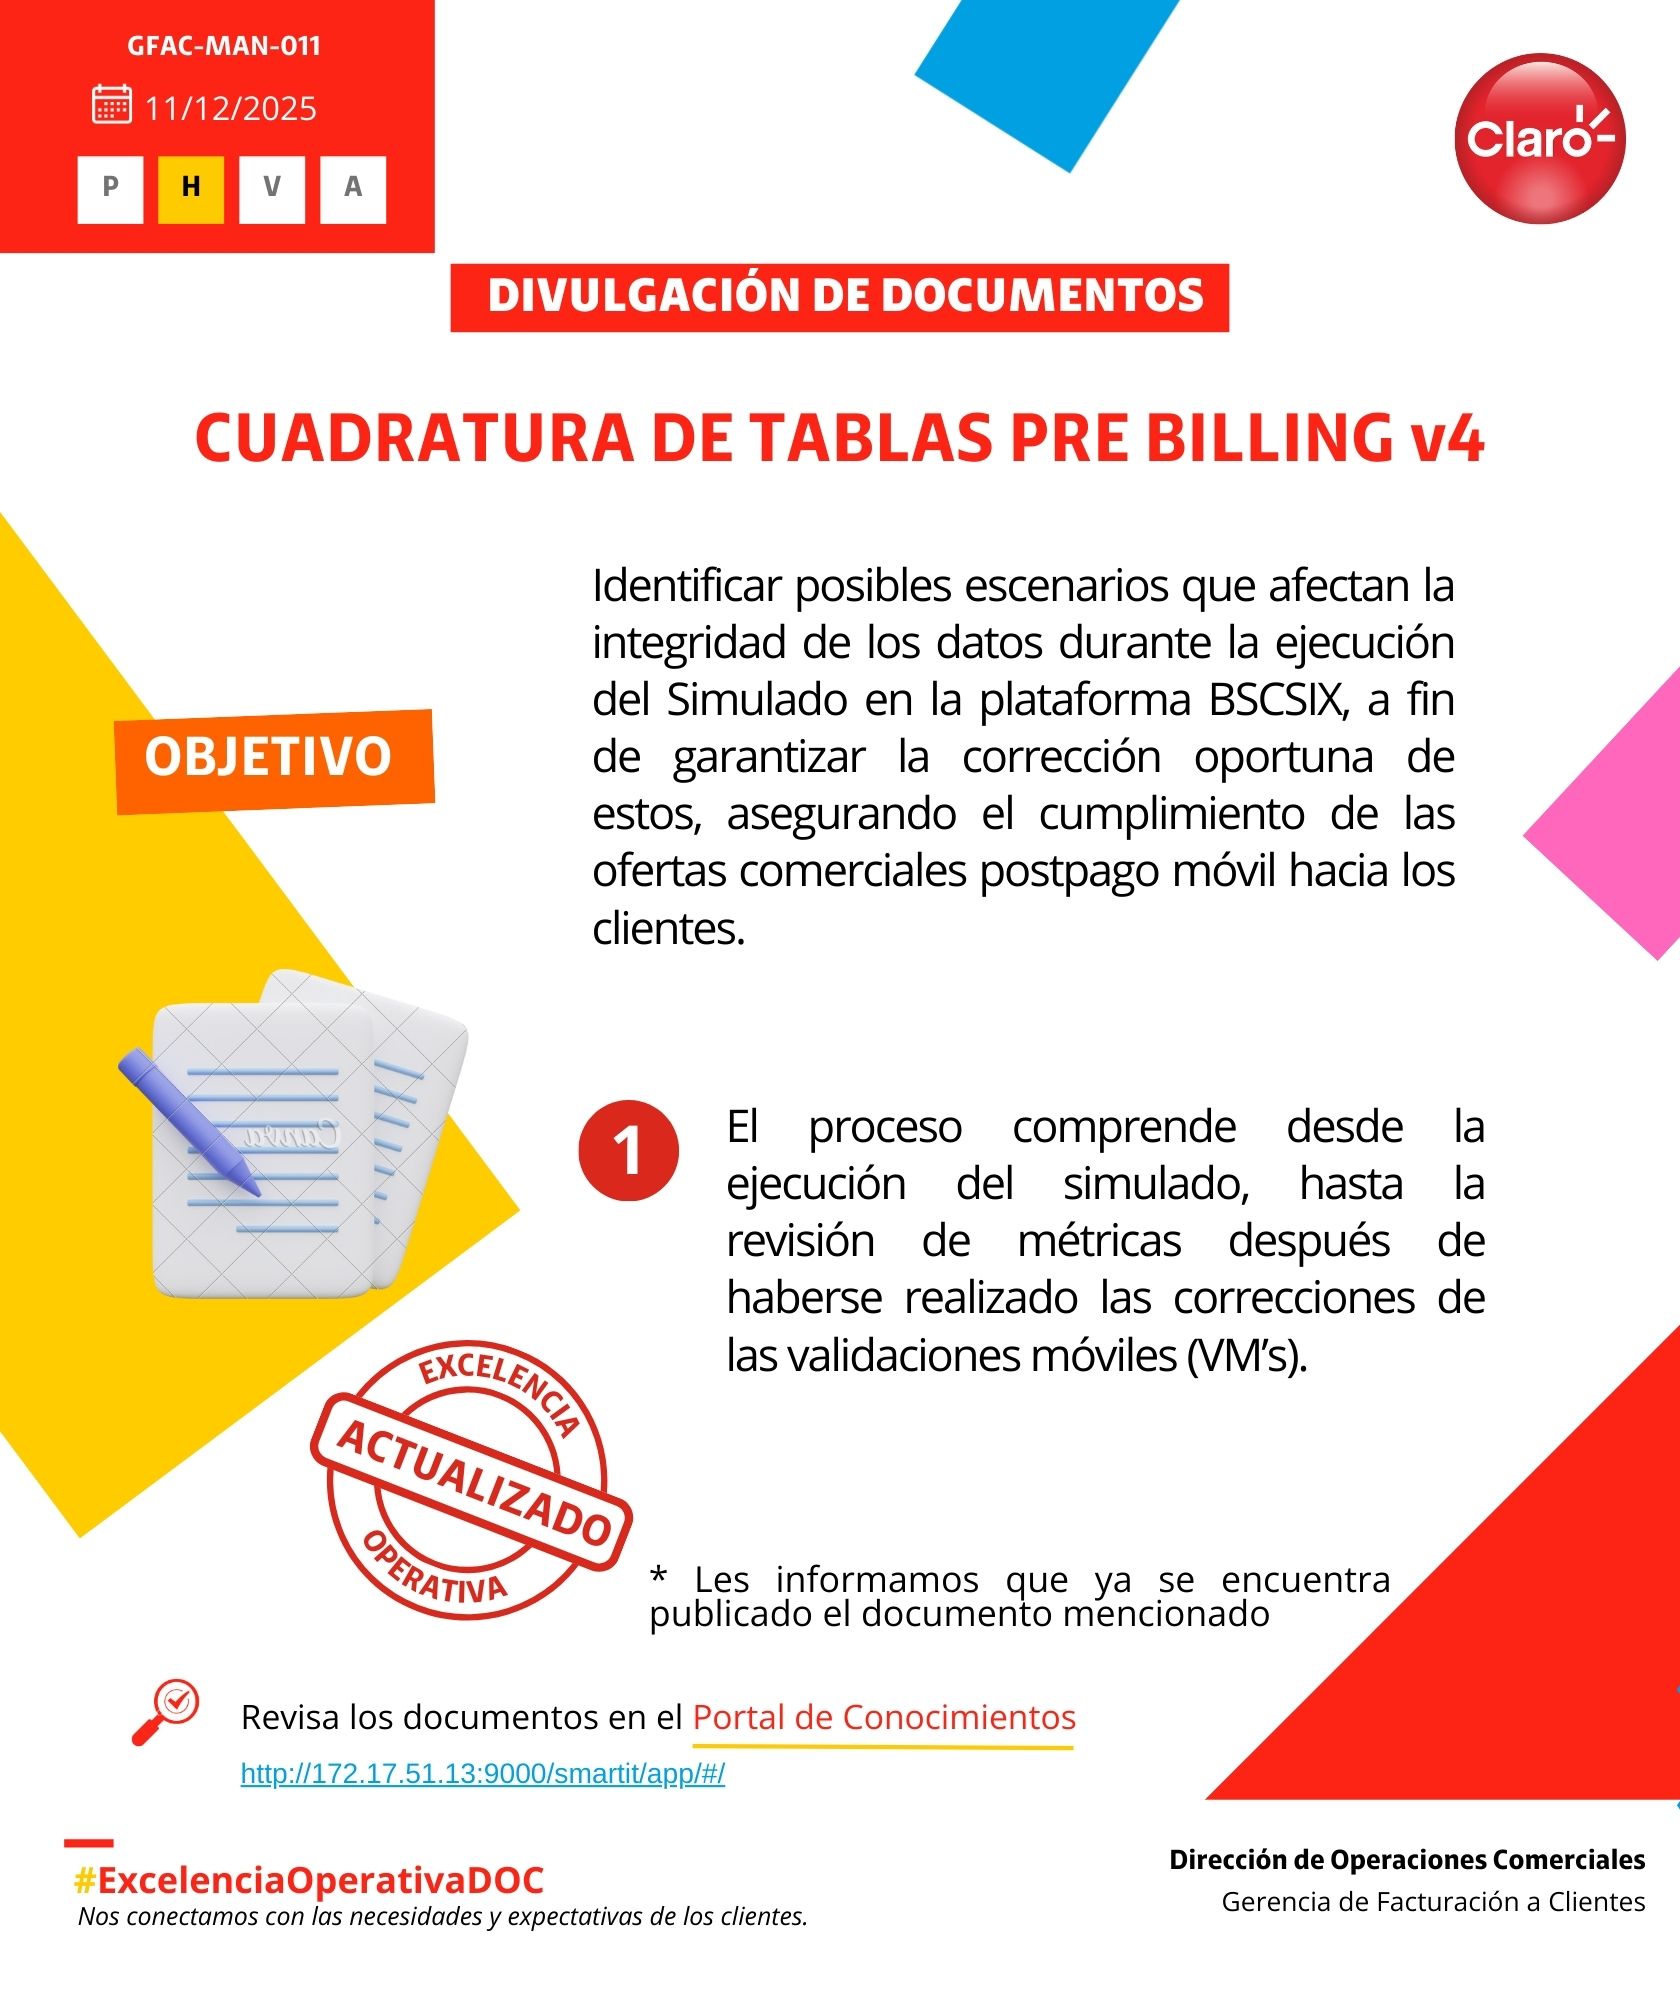 GFAC-MAN-011
11/12/2025
P H V A
Claro
DIVULGACIÓN DE DOCUMENTOS
CUADRATURA DE TABLAS PRE BILLING v4
OBJETIVO
Identificar posibles escenarios que afectan la
integridad de los datos durante la ejecución
del Simulado en la plataforma BSCSIX, a fin
de garantizar la corrección oportuna de
estos, asegurando el cumplimiento de las
ofertas comerciales postpago móvil hacia los
clientes.
Canva
1
El proceso comprende desde la
ejecución del simulado, hasta la
revisión de métricas después de
haberse realizado las correcciones de
las validaciones móviles (VM’s).
EXCELENCIA
ACTUALIZADO
OPERATIVA
* Les informamos que ya se encuentra
publicado el documento mencionado
Revisa los documentos en el Portal de Conocimientos
http://172.17.51.13:9000/smartit/app/#/
#ExcelenciaOperativaDOC
Nos conectamos con las necesidades y expectativas de los clientes.
Dirección de Operaciones Comerciales
Gerencia de Facturación a Clientes